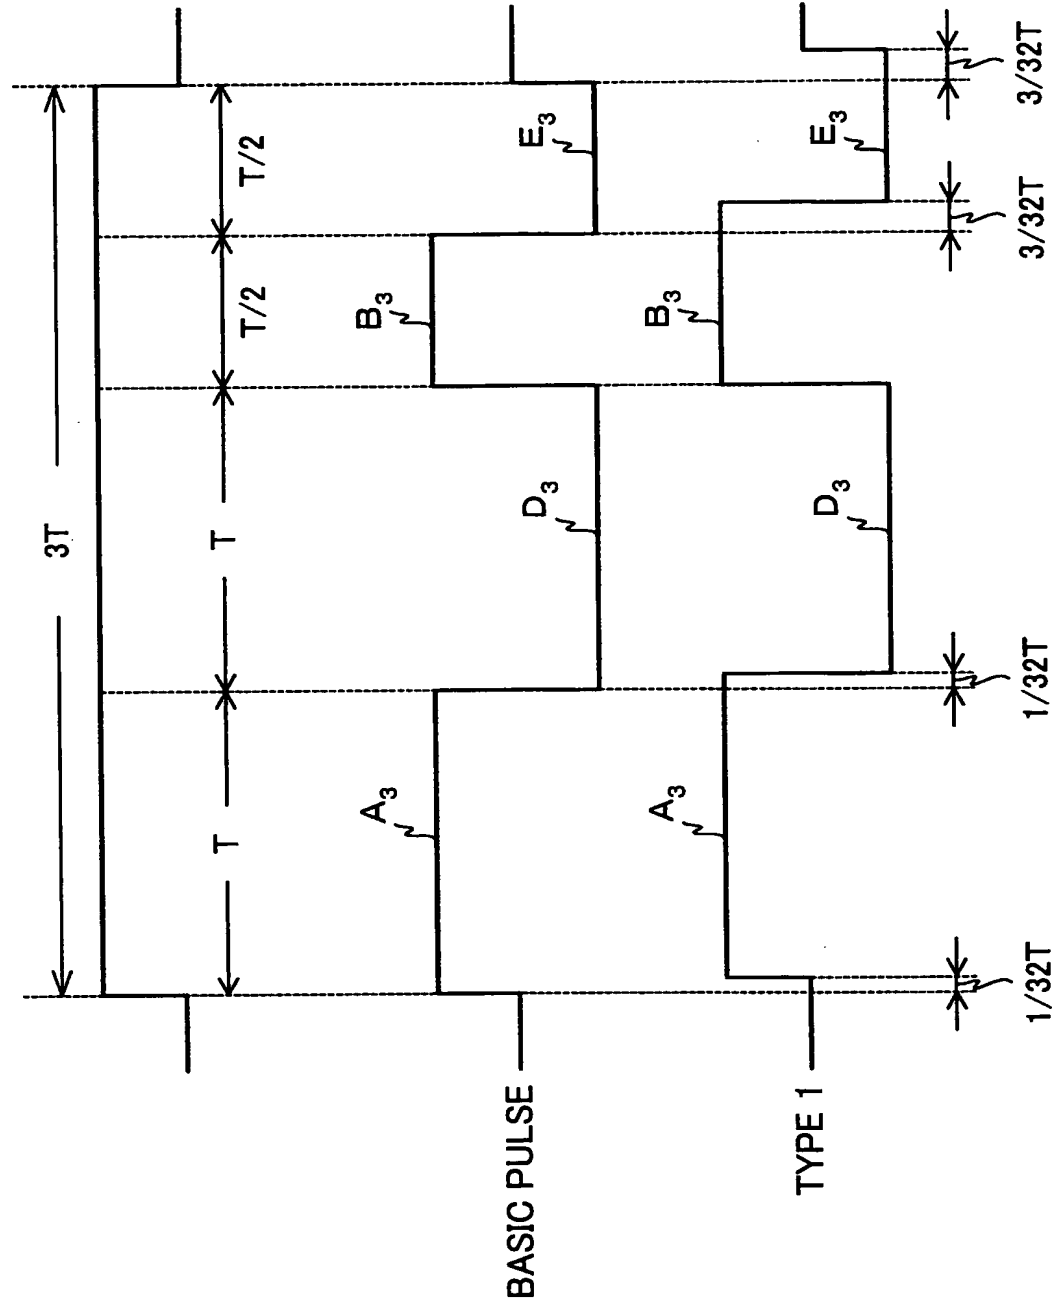 3T
T
T
T/2
T/2
BASIC PULSE
A3
D3
B3
E3
TYPE 1
A3
D3
B3
E3
1/32T
1/32T
3/32T
3/32T